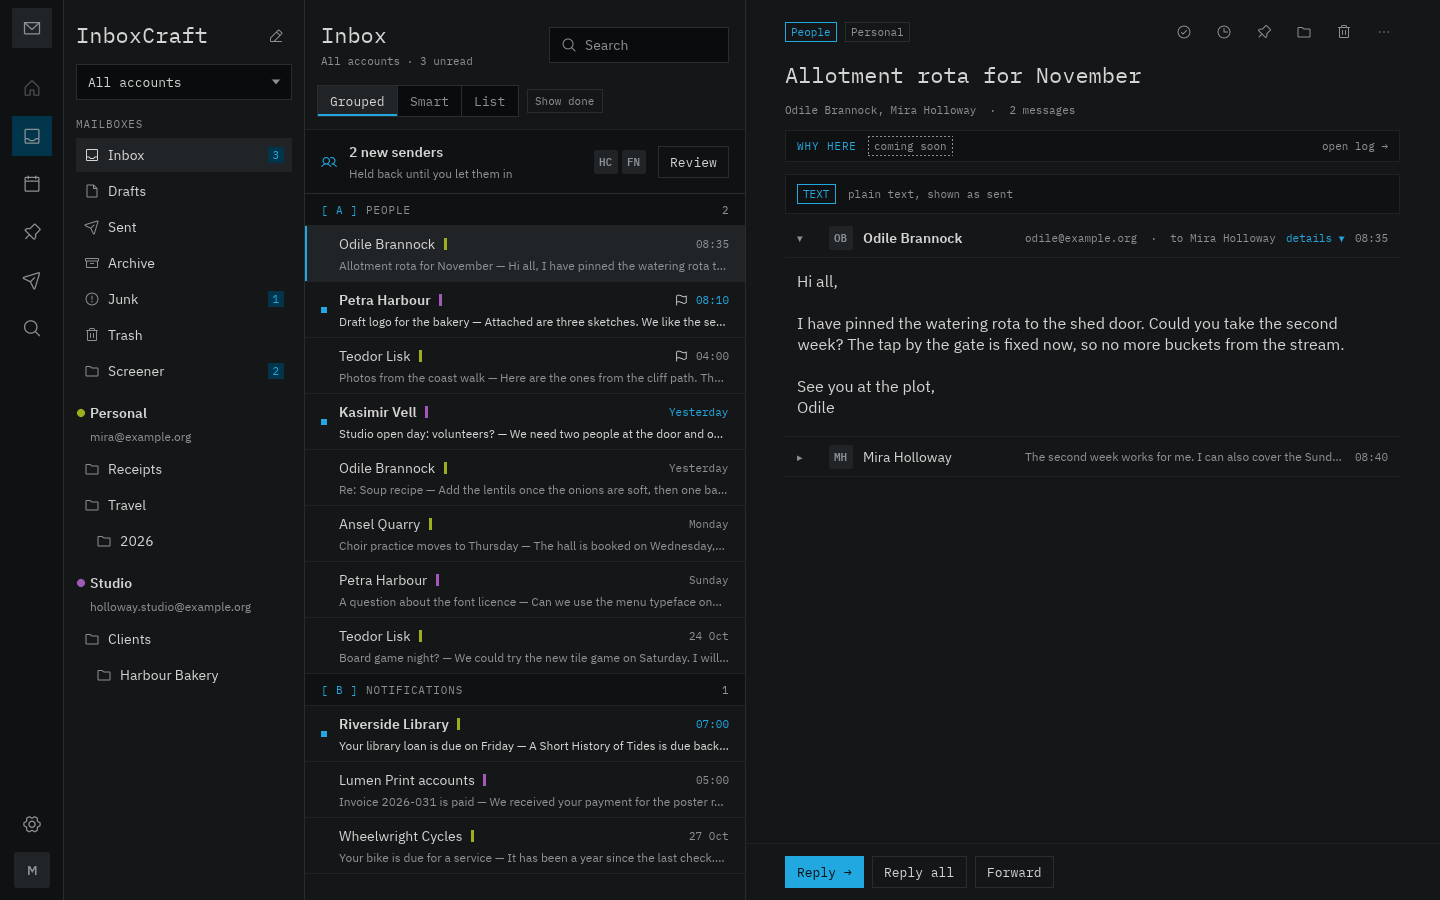 InboxCraft
All accounts
MAILBOXES
Inbox 3
Drafts
Sent
Archive
Junk 1
Trash
Screener 2
Personal
mira@example.org
Receipts
Travel
2026
Studio
holloway.studio@example.org
Clients
Harbour Bakery
M
Inbox
All accounts · 3 unread
Search
Grouped Smart List Show done
2 new senders
Held back until you let them in
HC FN Review
[ A ] PEOPLE 2
Odile Brannock 08:35
Allotment rota for November — Hi all, I have pinned the watering rota t...
Petra Harbour 08:10
Draft logo for the bakery — Attached are three sketches. We like the se...
Teodor Lisk 04:00
Photos from the coast walk — Here are the ones from the cliff path. Th...
Kasimir Vell Yesterday
Studio open day: volunteers? — We need two people at the door and o...
Odile Brannock Yesterday
Re: Soup recipe — Add the lentils once the onions are soft, then one ba...
Ansel Quarry Monday
Choir practice moves to Thursday — The hall is booked on Wednesday,...
Petra Harbour Sunday
A question about the font licence — Can we use the menu typeface on...
Teodor Lisk 24 Oct
Board game night? — We could try the new tile game on Saturday. I will...
[ B ] NOTIFICATIONS 1
Riverside Library 07:00
Your library loan is due on Friday — A Short History of Tides is due back...
Lumen Print accounts 05:00
Invoice 2026-031 is paid — We received your payment for the poster r...
Wheelwright Cycles 27 Oct
Your bike is due for a service — It has been a year since the last check....
People Personal
Allotment rota for November
Odile Brannock, Mira Holloway · 2 messages
WHY HERE coming soon open log →
TEXT plain text, shown as sent
▾ OB Odile Brannock odile@example.org · to Mira Holloway details ▾ 08:35
Hi all,
I have pinned the watering rota to the shed door. Could you take the second
week? The tap by the gate is fixed now, so no more buckets from the stream.
See you at the plot,
Odile
▸ MH Mira Holloway The second week works for me. I can also cover the Sund... 08:40
Reply → Reply all Forward